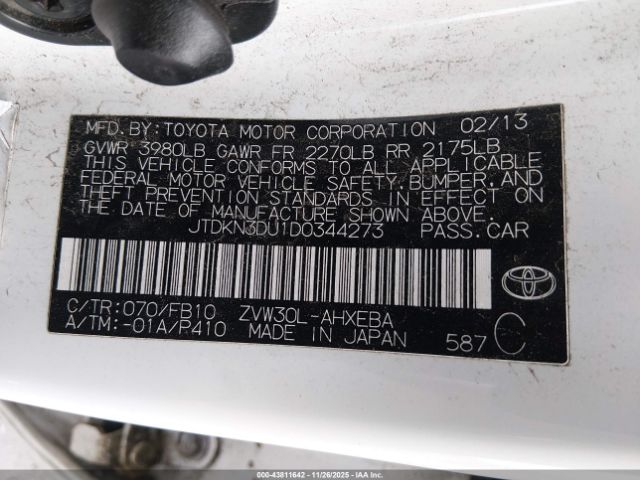 MFD. BY: TOYOTA MOTOR CORPORATION 02/13
GVWR 3980LB GAWR FR 2270LB RR 2175LB
THIS VEHICLE CONFORMS TO ALL APPLICABLE
FEDERAL MOTOR VEHICLE SAFETY, BUMPER, AND
THEFT PREVENTION STANDARDS IN EFFECT ON
THE DATE OF MANUFACTURE SHOWN ABOVE.
JTDKN3DU1D0344273 PASS. CAR
C/TR: 070/FB10 ZVW30L-AHXEBA
A/TM: -01A/P410 MADE IN JAPAN 587 C
TOYOTA
000-43811642 - 11/26/2025 - IAAI.COM